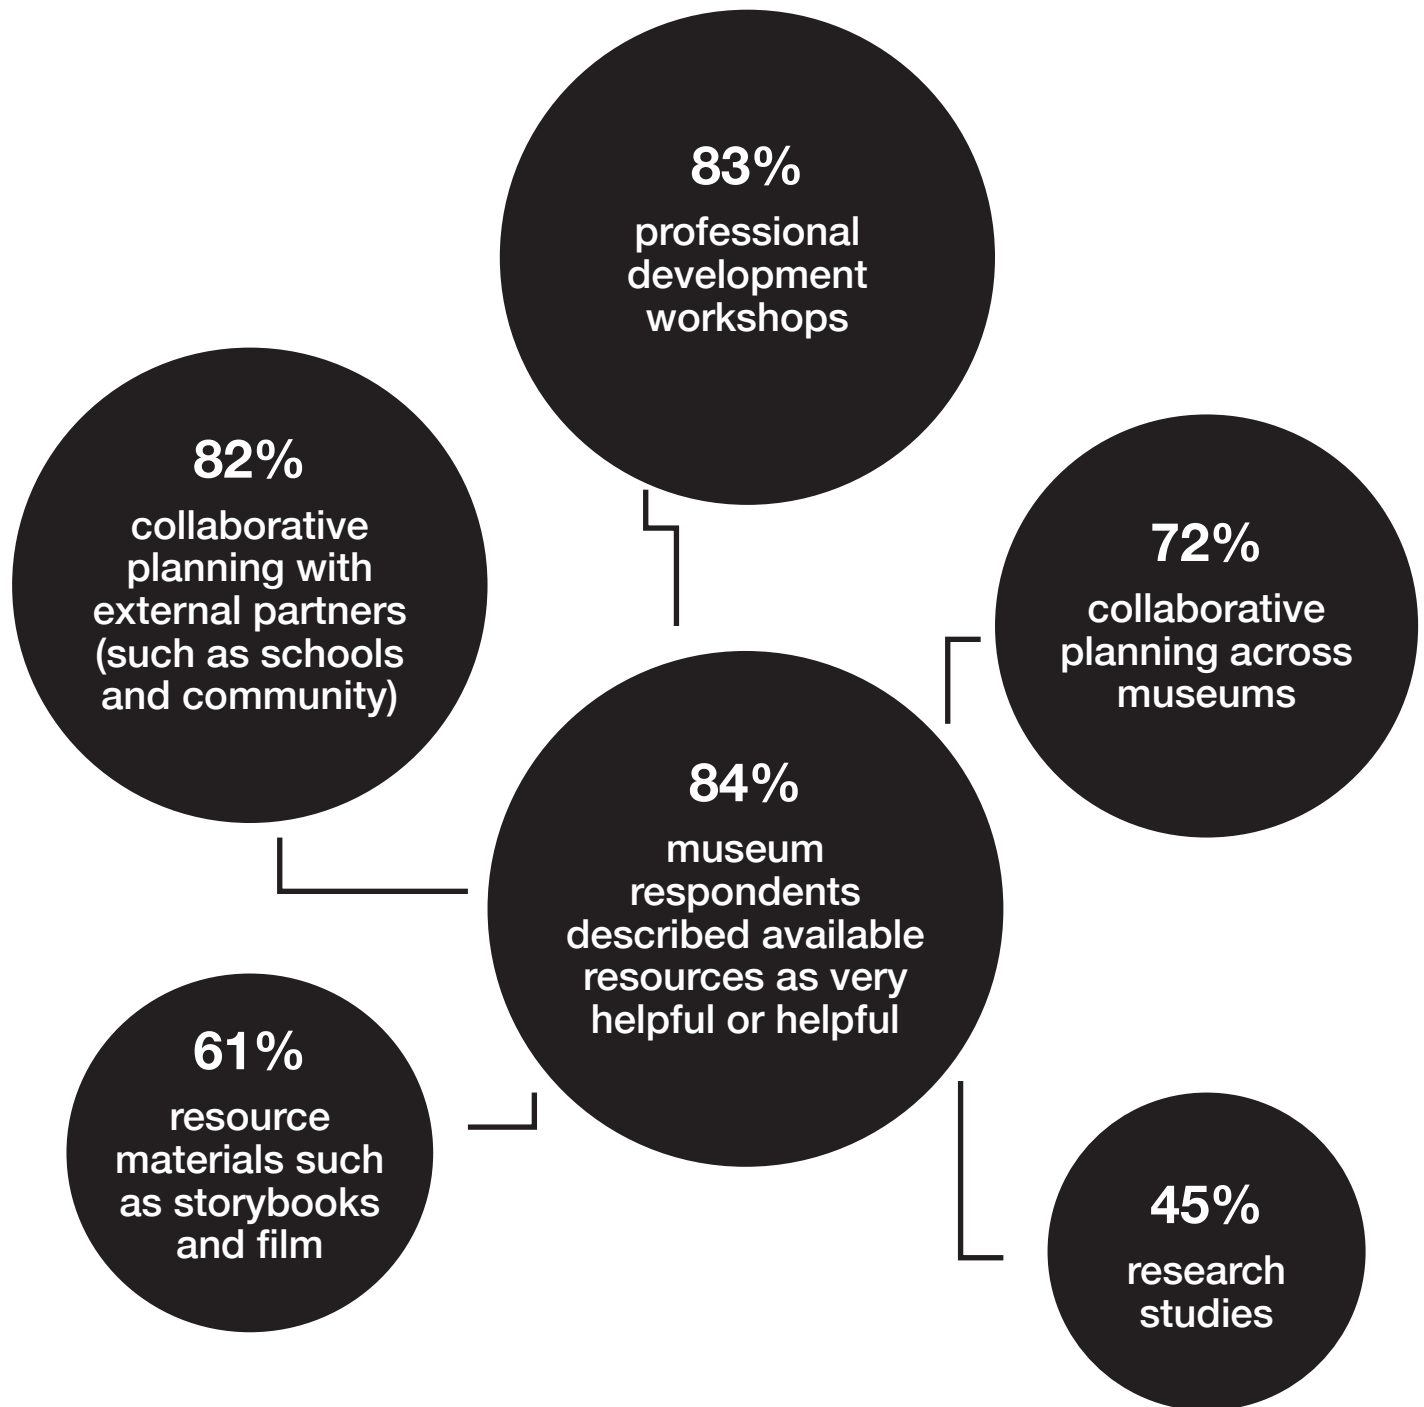 83%
professional
development
workshops
82%
collaborative
planning with
external partners
(such as schools
and community)
72%
collaborative
planning across
museums
84%
museum
respondents
described available
resources as very
helpful or helpful
61%
resource
materials such
as storybooks
and film
45%
research
studies